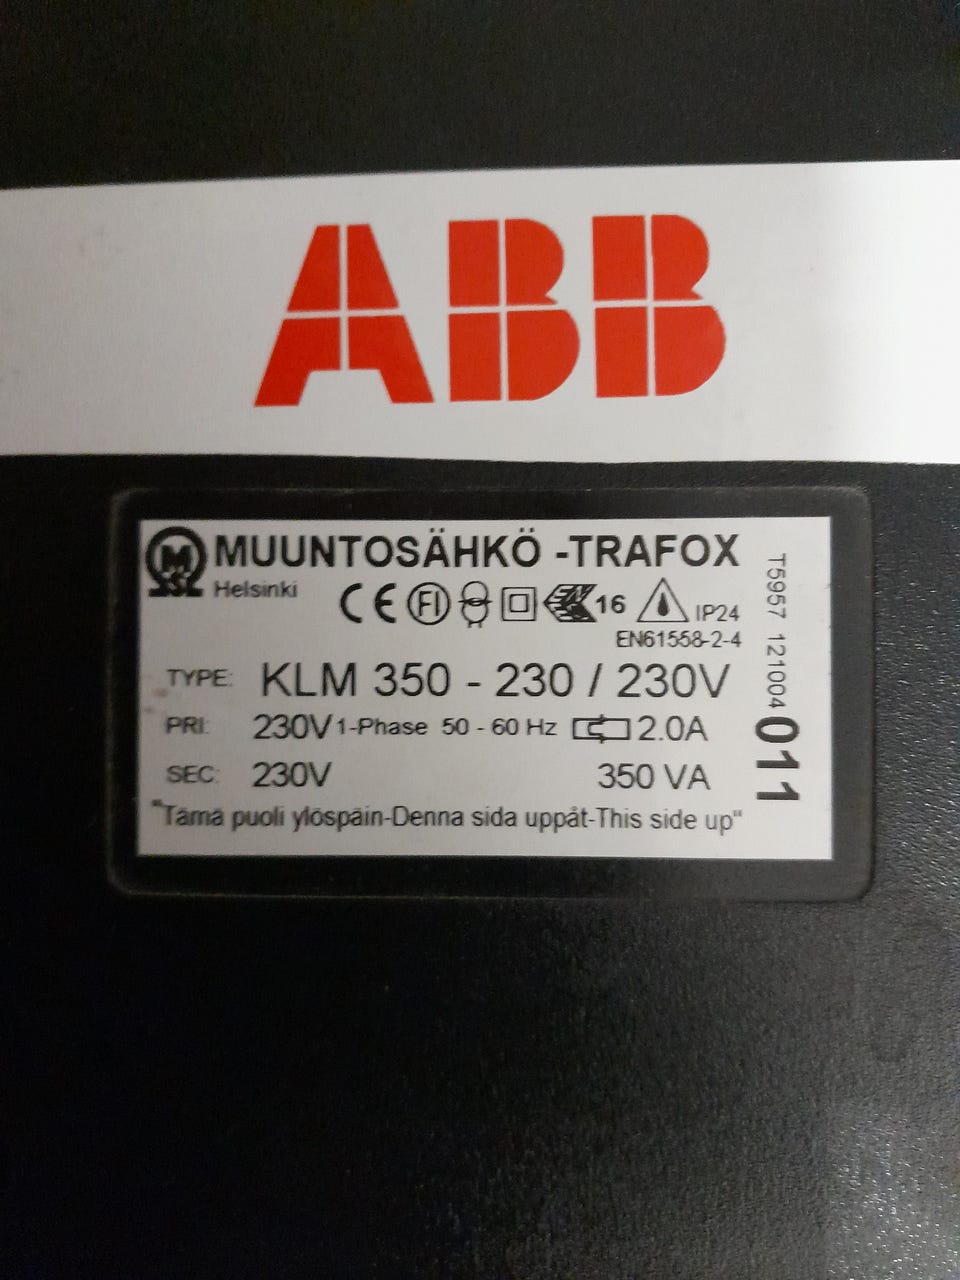 ABB
MUUNTOSÄHKÖ -TRAFOX
Helsinki
CE FI 16 IP24
EN61558-2-4
TYPE: KLM 350 - 230 / 230V
PRI: 230V 1-Phase 50 - 60 Hz 2.0A
SEC: 230V 350 VA
"Tämä puoli ylöspäin-Denna sida uppåt-This side up"
T5957 121004 011